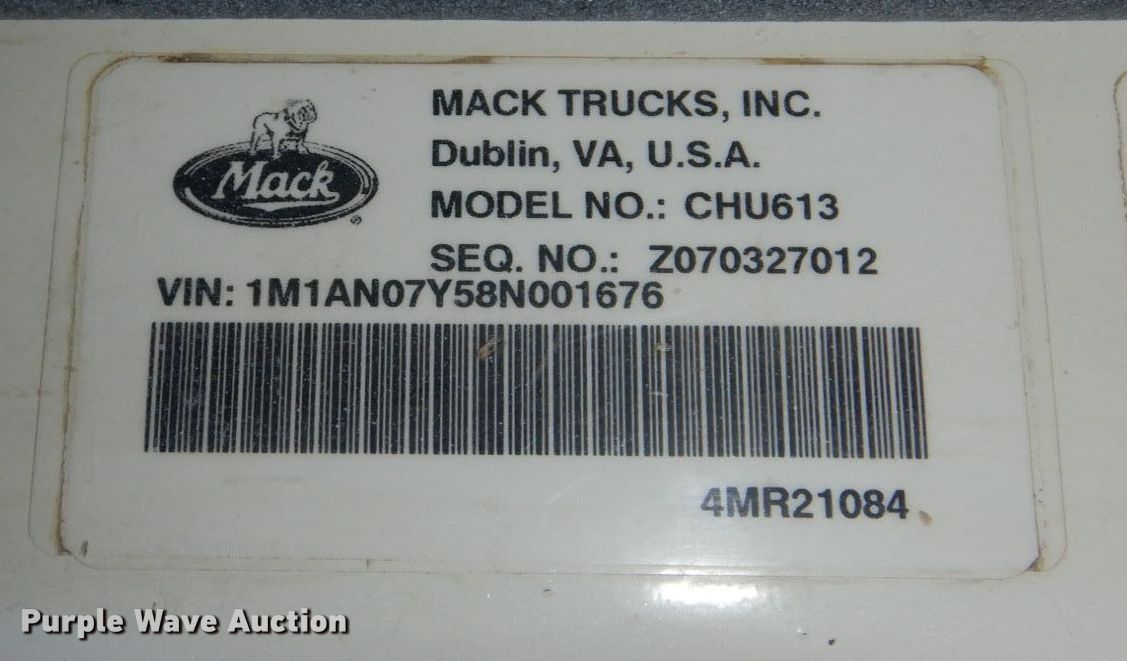 Mack
®
MACK TRUCKS, INC.
Dublin, VA, U.S.A.
MODEL NO.: CHU613
SEQ. NO.: Z070327012
VIN: 1M1AN07Y58N001676
4MR21084
Purple Wave Auction